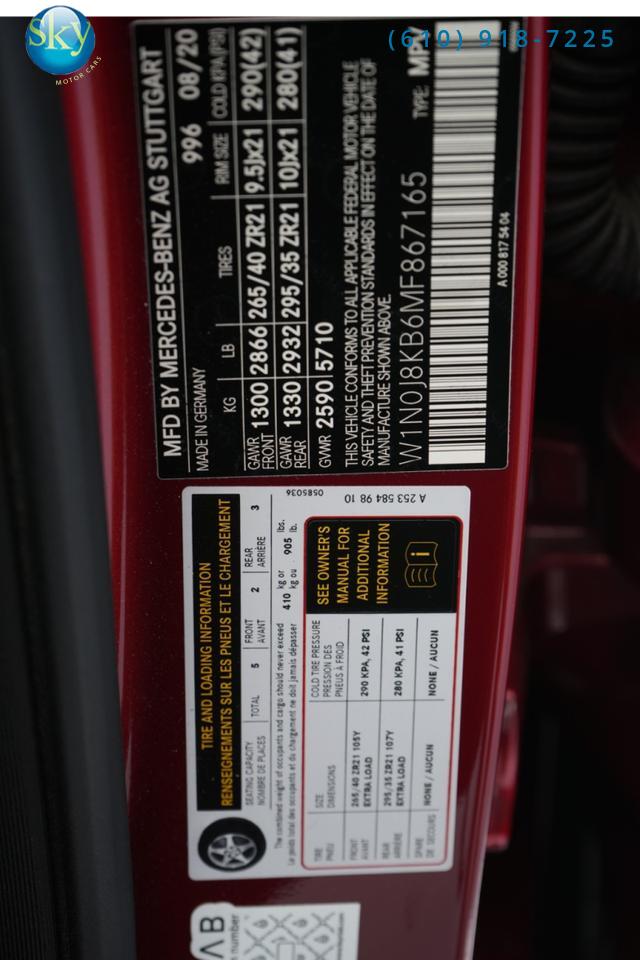 Sky
MOTOR CARS
(610) 918-7225
MFD BY MERCEDES-BENZ AG STUTTGART
MADE IN GERMANY 996 08/20
KG LB TIRES RIM SIZE COLD KPA (PSI)
GAWR FRONT 1300 2866 265/40 ZR21 9.5Jx21 290(42)
GAWR REAR 1330 2932 295/35 ZR21 10Jx21 280(41)
GVWR 2590 5710
THIS VEHICLE CONFORMS TO ALL APPLICABLE FEDERAL MOTOR VEHICLE
SAFETY AND THEFT PREVENTION STANDARDS IN EFFECT ON THE DATE OF
MANUFACTURE SHOWN ABOVE.
W1N0J8KB6MF867165 TYPE: MPV
A 000 817 54 04
TIRE AND LOADING INFORMATION
RENSEIGNEMENTS SUR LES PNEUS ET LE CHARGEMENT
SEATING CAPACITY
NOMBRE DE PLACES
TOTAL 5
FRONT
AVANT 2
REAR
ARRIÈRE 3
The combined weight of occupants and cargo should never exceed 410 kg or 905 lbs.
Le poids total des occupants et du chargement ne doit jamais dépasser kg ou lb.
TIRE
PNEU
SIZE
DIMENSIONS
COLD TIRE PRESSURE
PRESSION DES
PNEUS À FROID
FRONT
AVANT
265/40 ZR21 105Y
EXTRA LOAD
290 KPA, 42 PSI
REAR
ARRIÈRE
295/35 ZR21 107Y
EXTRA LOAD
280 KPA, 41 PSI
SPARE
DE SECOURS
NONE / AUCUN
NONE / AUCUN
SEE OWNER'S
MANUAL FOR
ADDITIONAL
INFORMATION
0585036
A 253 584 98 10
AB
n number